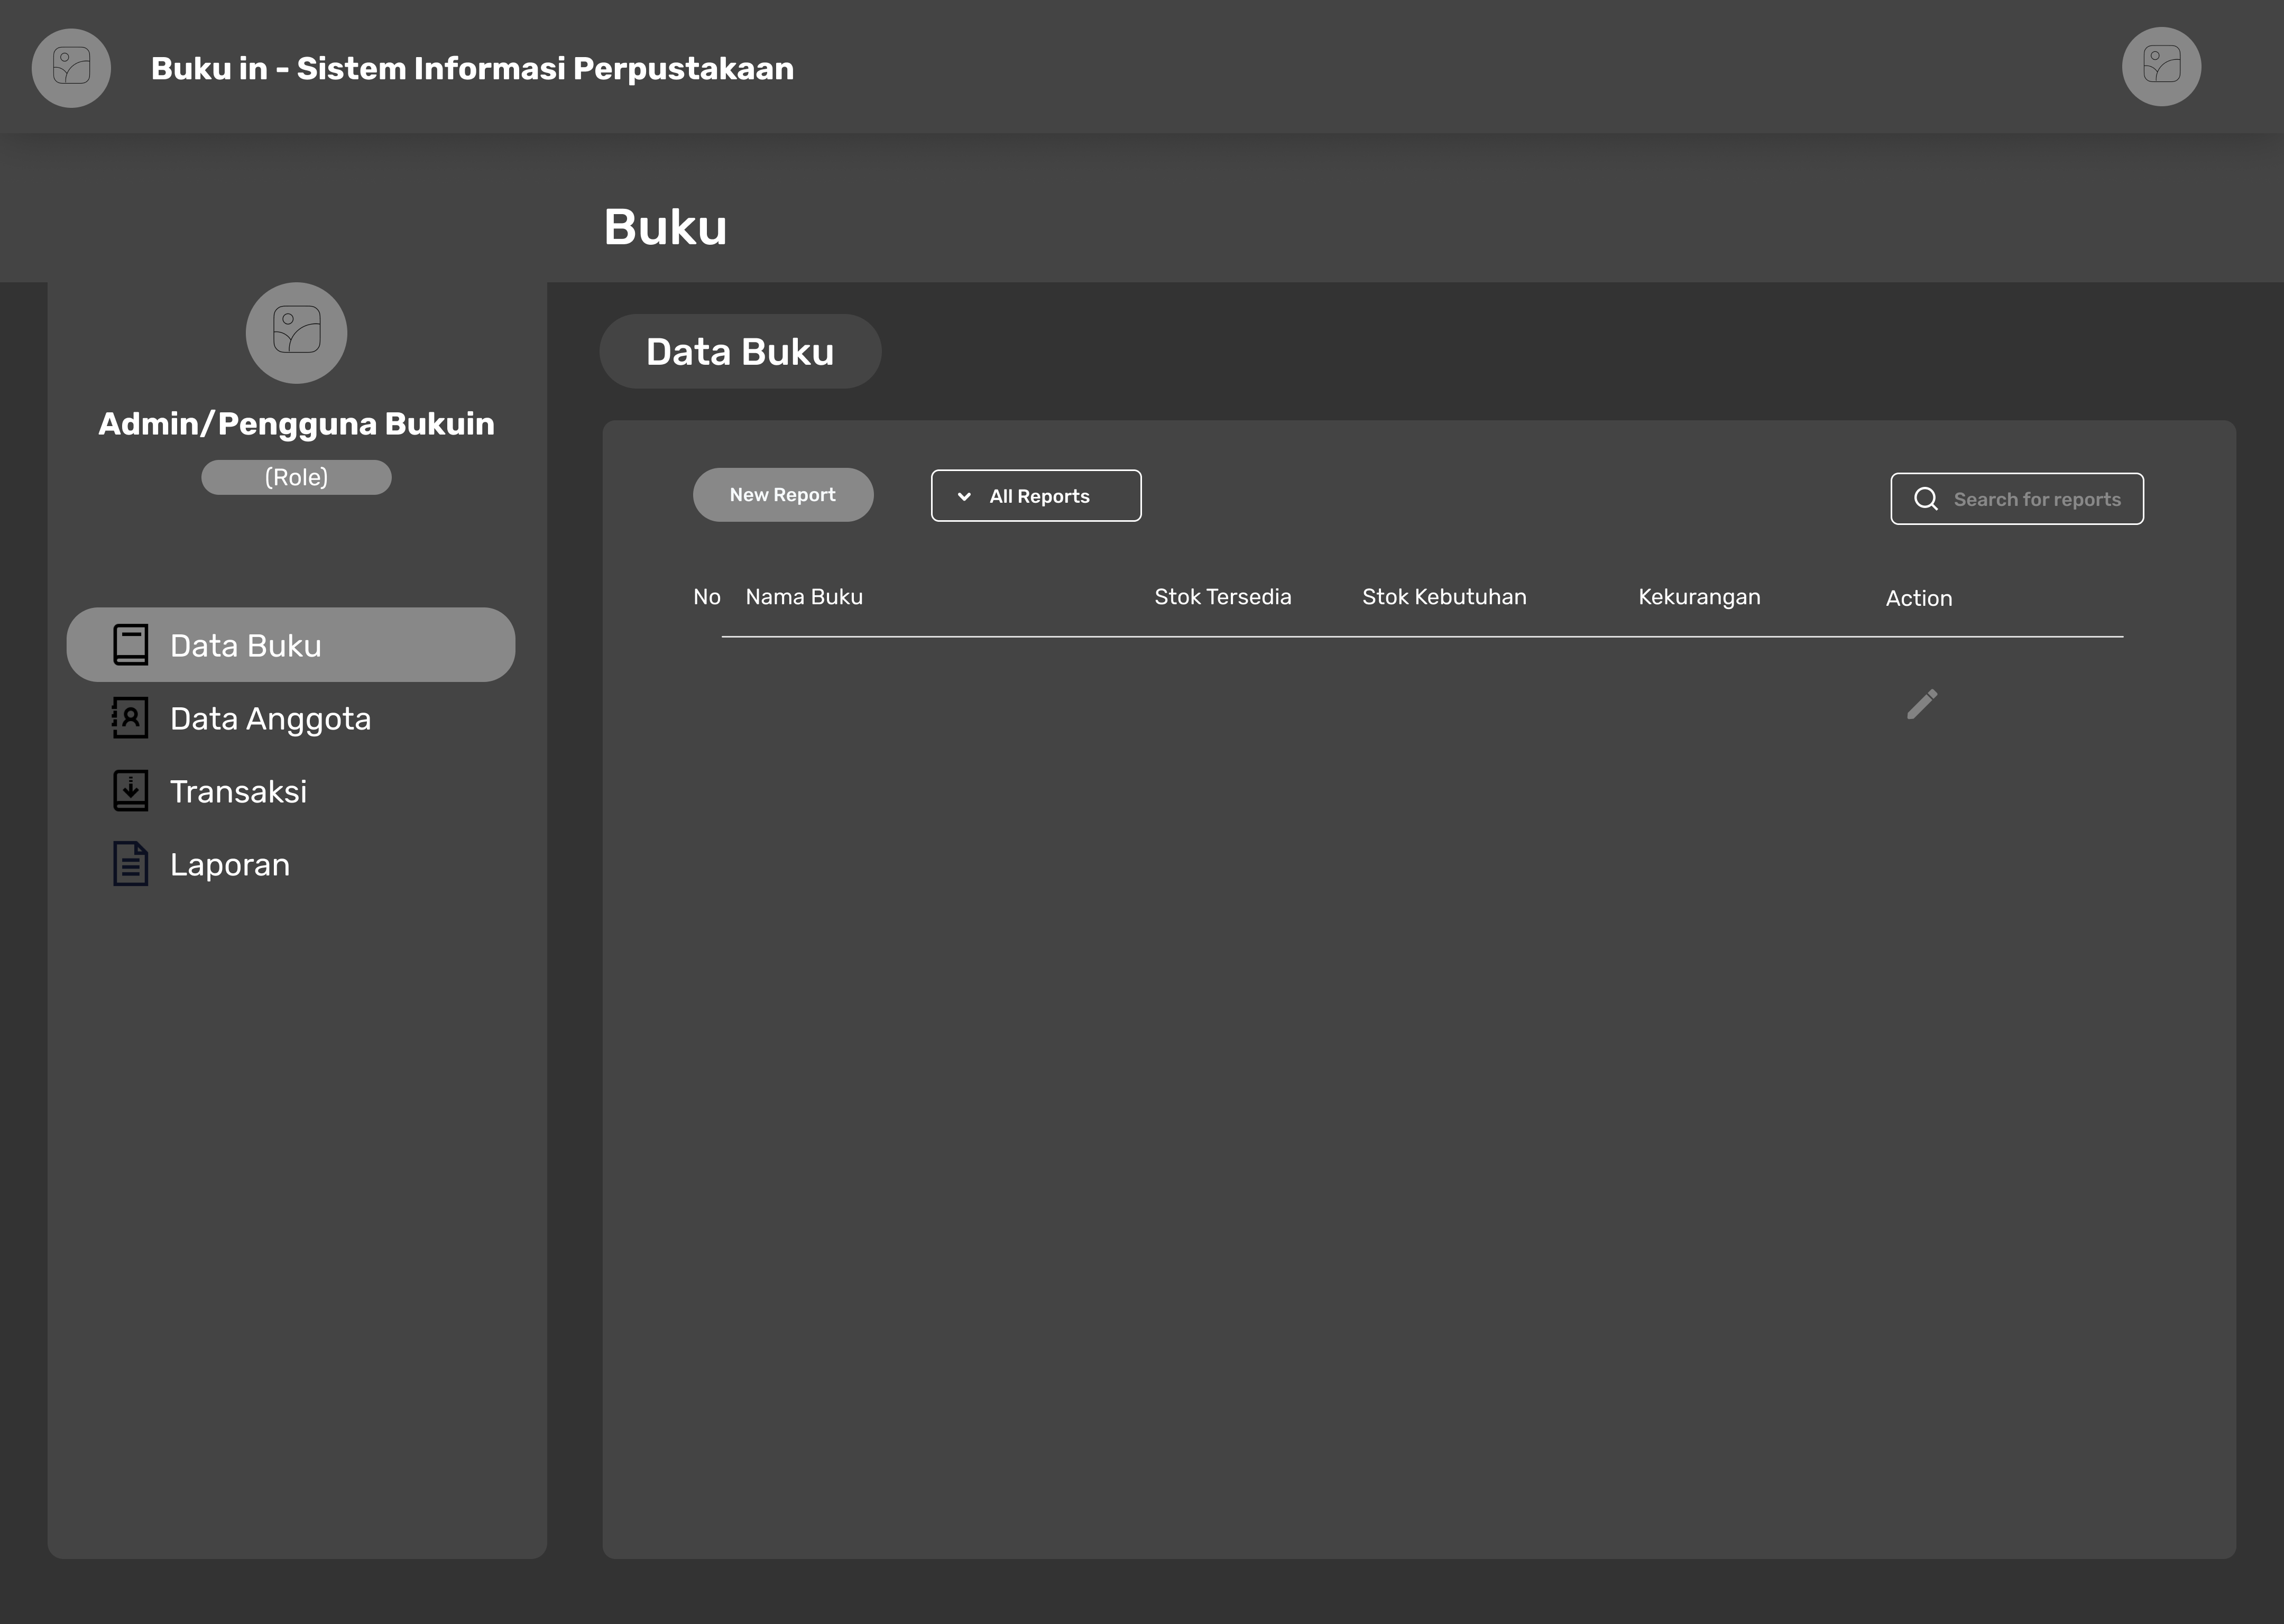 Buku in - Sistem Informasi Perpustakaan
Buku
Admin/Pengguna Bukuin
(Role)
Data Buku
Data Anggota
Transaksi
Laporan
Data Buku
New Report
All Reports
Search for reports
No Nama Buku Stok Tersedia Stok Kebutuhan Kekurangan Action